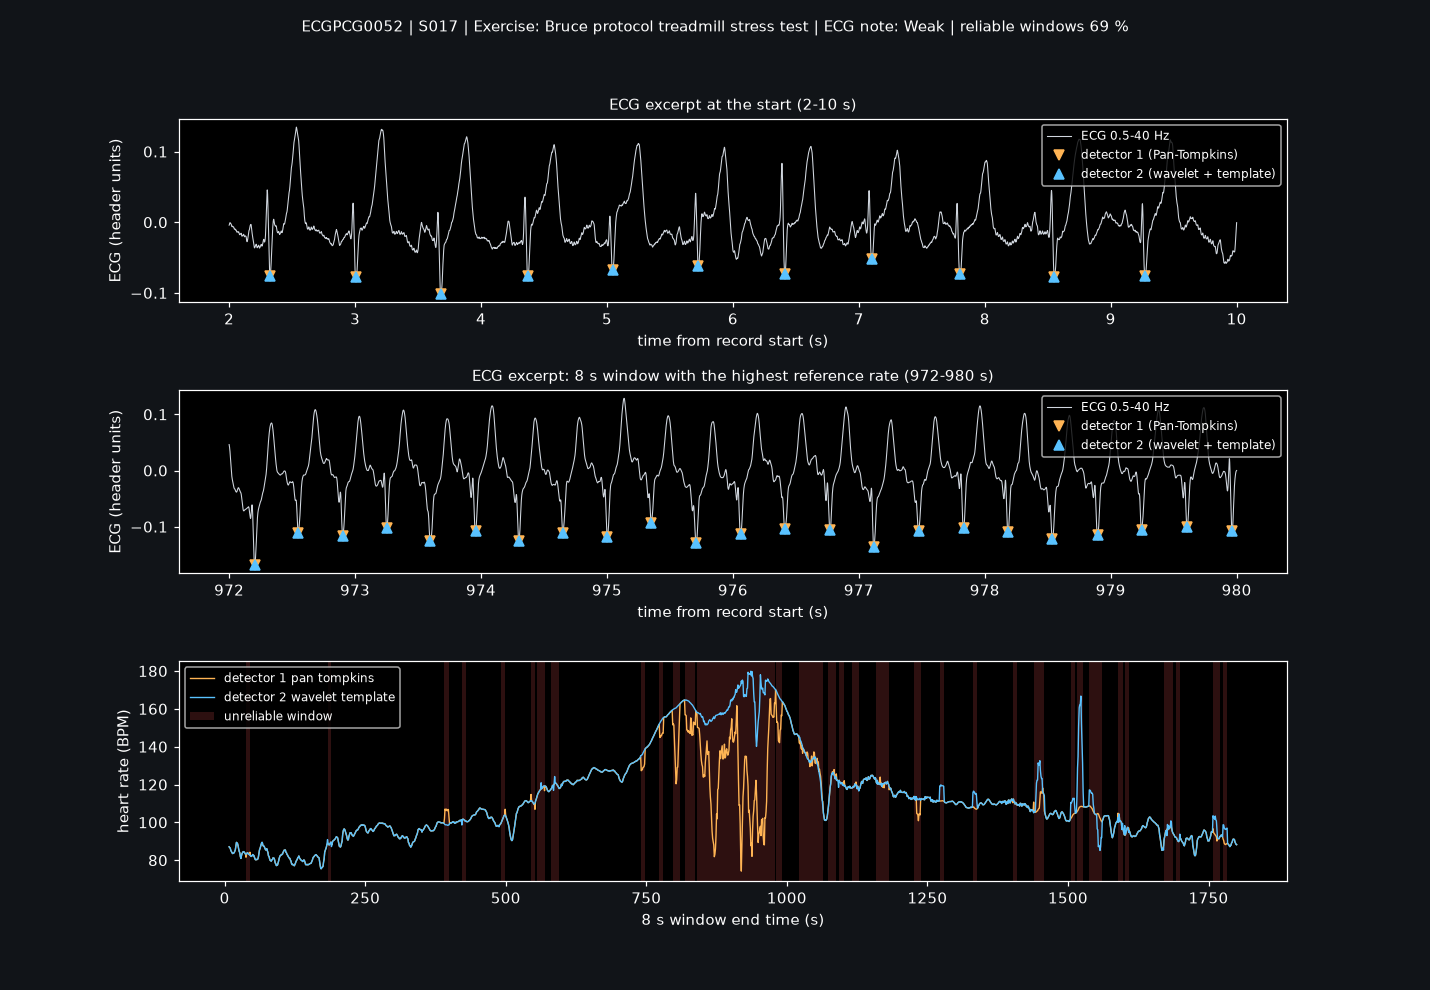 ECGPCG0052 | S017 | Exercise: Bruce protocol treadmill stress test | ECG note: Weak | reliable windows 69 %
ECG excerpt at the start (2-10 s)
ECG (header units)
0.1
0.0
−0.1
ECG 0.5-40 Hz
detector 1 (Pan-Tompkins)
detector 2 (wavelet + template)
2 3 4 5 6 7 8 9 10
time from record start (s)
ECG excerpt: 8 s window with the highest reference rate (972-980 s)
ECG (header units)
0.1
0.0
−0.1
ECG 0.5-40 Hz
detector 1 (Pan-Tompkins)
detector 2 (wavelet + template)
972 973 974 975 976 977 978 979 980
time from record start (s)
heart rate (BPM)
180
160
140
120
100
80
detector 1 pan tompkins
detector 2 wavelet template
unreliable window
0 250 500 750 1000 1250 1500 1750
8 s window end time (s)